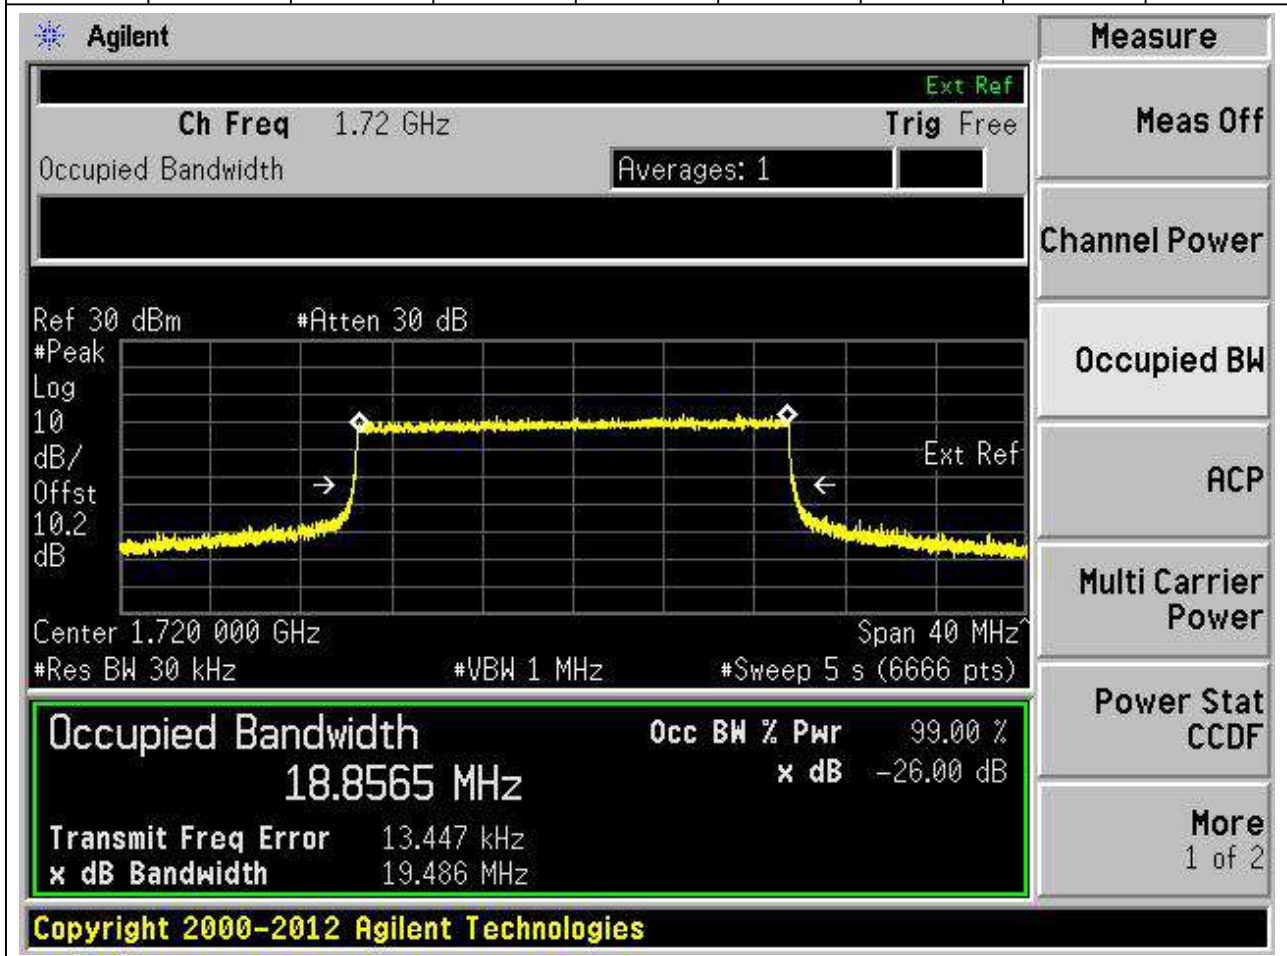 Agilent
Measure
Ext Ref
Ch Freq 1.72 GHz Trig Free
Meas Off
Occupied Bandwidth Averages: 1
Channel Power
Ref 30 dBm #Atten 30 dB
#Peak
Log
10
dB/
Offst
10.2
dB
Ext Ref
Occupied BW
ACP
Center 1.720 000 GHz Span 40 MHz^
#Res BW 30 kHz #VBW 1 MHz #Sweep 5 s (6666 pts)
Multi Carrier
Power
Occupied Bandwidth Occ BW % Pwr 99.00 %
18.8565 MHz x dB -26.00 dB
Power Stat
CCDF
Transmit Freq Error 13.447 kHz
x dB Bandwidth 19.486 MHz
More
1 of 2
Copyright 2000-2012 Agilent Technologies